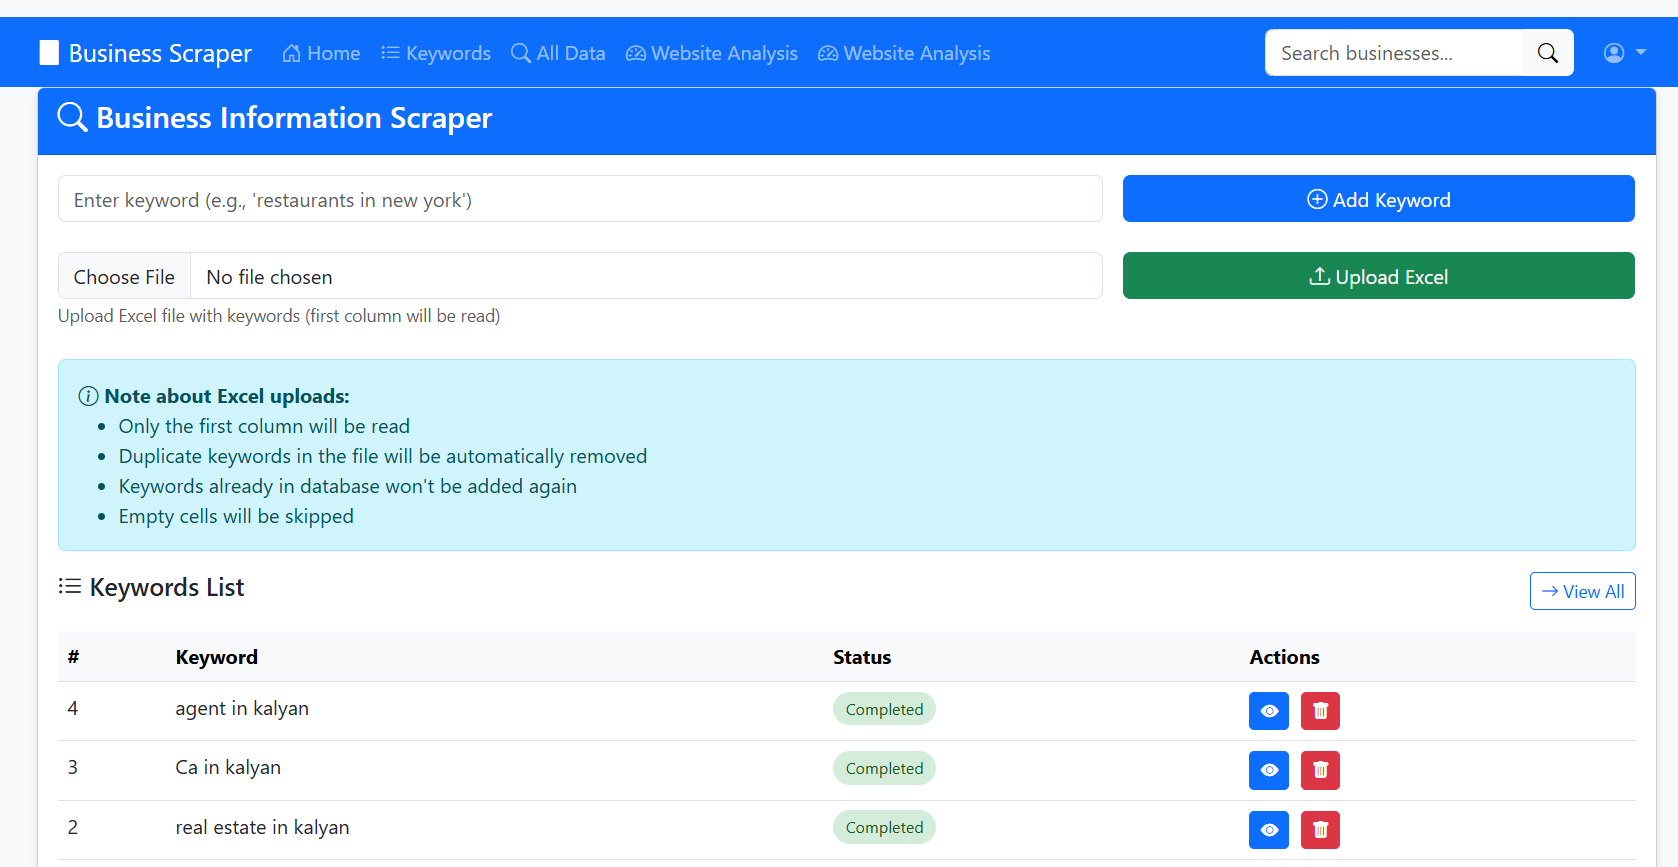 Business Scraper Home Keywords All Data Website Analysis Website Analysis Search businesses...
Business Information Scraper
Enter keyword (e.g., 'restaurants in new york') Add Keyword
Choose File No file chosen Upload Excel
Upload Excel file with keywords (first column will be read)
Note about Excel uploads:
• Only the first column will be read
• Duplicate keywords in the file will be automatically removed
• Keywords already in database won't be added again
• Empty cells will be skipped
Keywords List View All
# Keyword Status Actions
4 agent in kalyan Completed
3 Ca in kalyan Completed
2 real estate in kalyan Completed